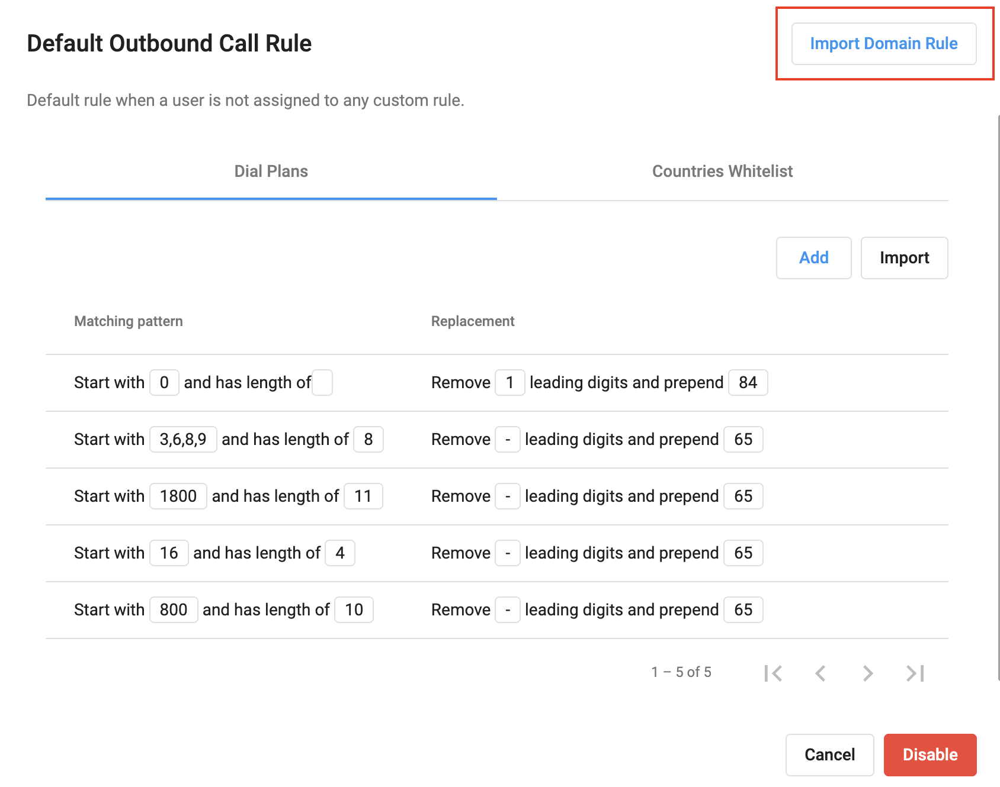 Default Outbound Call Rule
Import Domain Rule
Default rule when a user is not assigned to any custom rule.
Dial Plans
Countries Whitelist
Add
Import
Matching pattern
Replacement
Start with 0 and has length of
Remove 1 leading digits and prepend 84
Start with 3,6,8,9 and has length of 8
Remove - leading digits and prepend 65
Start with 1800 and has length of 11
Remove - leading digits and prepend 65
Start with 16 and has length of 4
Remove - leading digits and prepend 65
Start with 800 and has length of 10
Remove - leading digits and prepend 65
1 – 5 of 5
Cancel
Disable